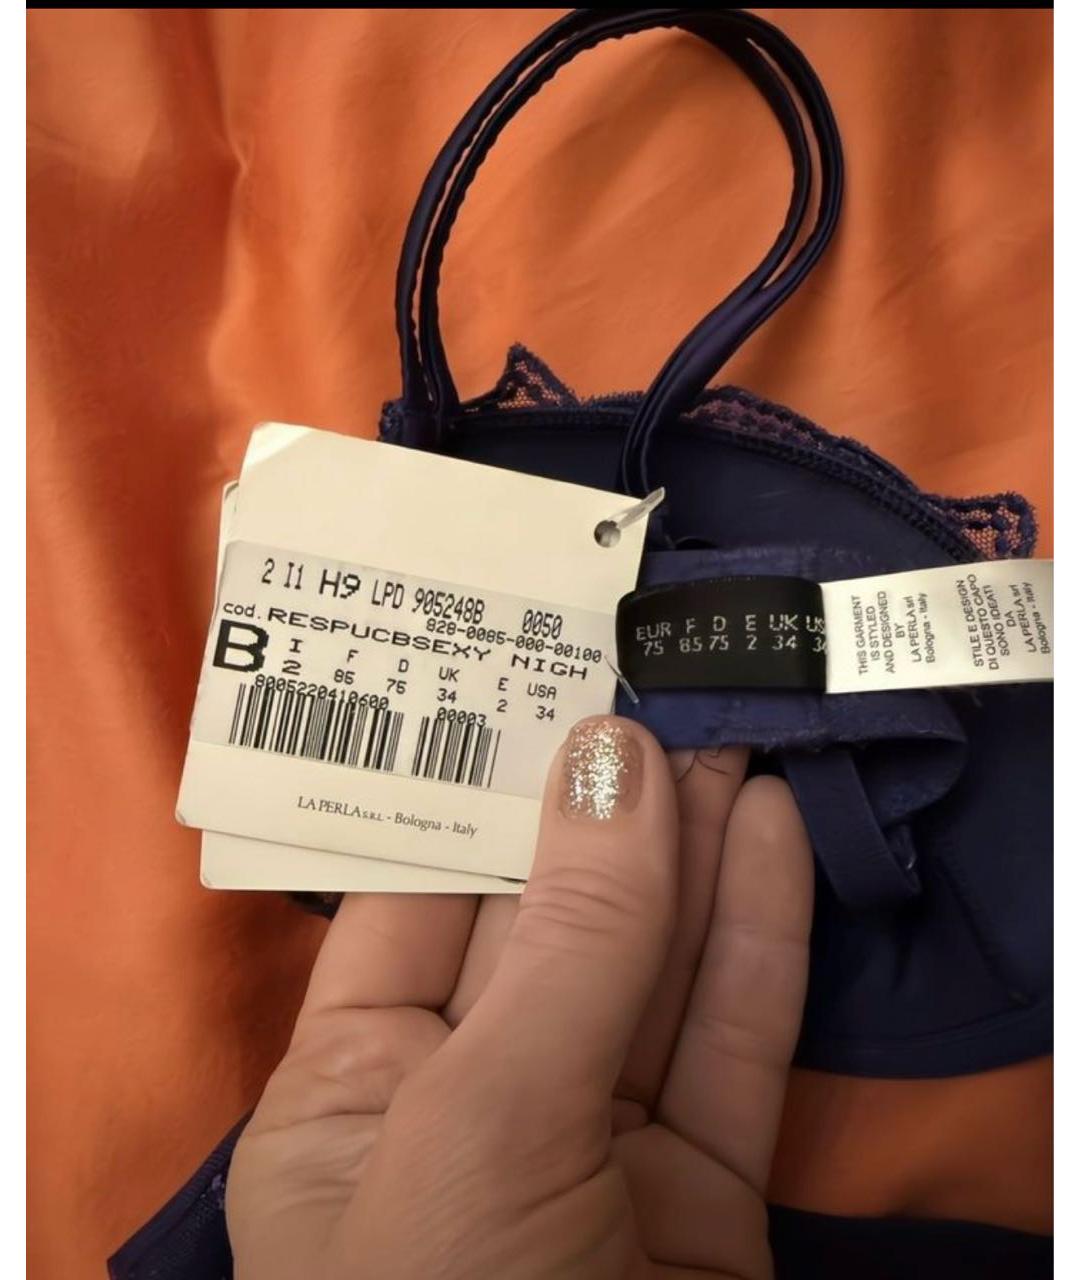 2 I1 H9 LPD 905248B 0050
828-0085-000-00100
cod. RESPUCBSEXY NIGH
B
I F D UK E USA
2 85 75 34 2 34
8005220410600 00003
LA PERLA S.R.L. - Bologna - Italy
EUR F D E UK
75 85 75 2 34
THIS GARMENT
IS STYLED
AND DESIGNED
BY
LA PERLA srl
Bologna - Italy
STILE E DESIGN
DI QUESTO CAPO
SONO IDEATI
DA
LA PERLA srl
Bologna - Italy